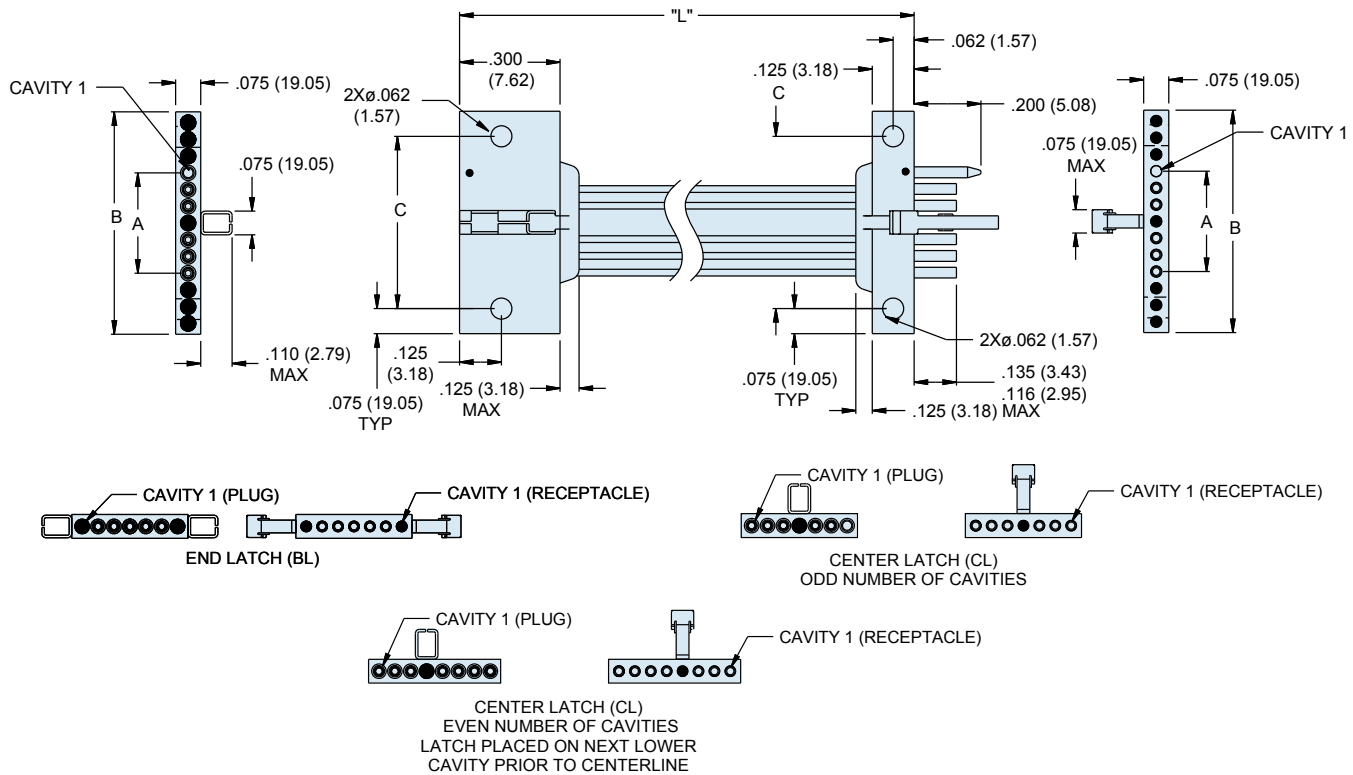 "L"
.062 (1.57)
.300
(7.62)
.125 (3.18)
.075 (19.05)
.075 (19.05)
CAVITY 1
2Xø.062
(1.57)
C
.200 (5.08)
CAVITY 1
.075 (19.05)
.075 (19.05)
MAX
B
A
C
A
B
2Xø.062 (1.57)
.110 (2.79)
MAX
.125
(3.18)
.075 (19.05)
TYP
.125 (3.18)
MAX
.075 (19.05)
TYP
.135 (3.43)
.116 (2.95)
.125 (3.18) MAX
CAVITY 1 (PLUG)
CAVITY 1 (RECEPTACLE)
END LATCH (BL)
CAVITY 1 (PLUG)
CAVITY 1 (RECEPTACLE)
CENTER LATCH (CL)
ODD NUMBER OF CAVITIES
CAVITY 1 (PLUG)
CAVITY 1 (RECEPTACLE)
CENTER LATCH (CL)
EVEN NUMBER OF CAVITIES
LATCH PLACED ON NEXT LOWER
CAVITY PRIOR TO CENTERLINE